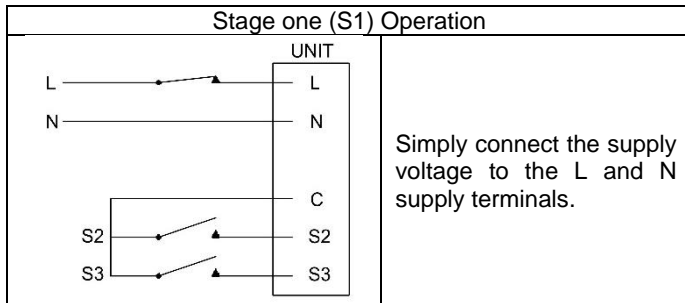 Stage one (S1) Operation
UNIT
L L
N N
C
S2 S2
S3 S3
Simply connect the supply
voltage to the L and N
supply terminals.